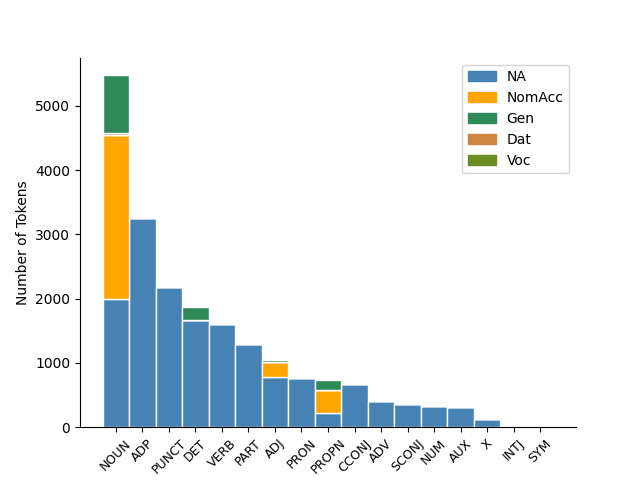 NA
NomAcc
Gen
Dat
Voc
Number of Tokens
5000
4000
3000
2000
1000
0
NOUN
ADP
PUNCT
DET
VERB
PART
ADJ
PRON
PROPN
CCONJ
ADV
SCONJ
NUM
AUX
X
INTJ
SYM